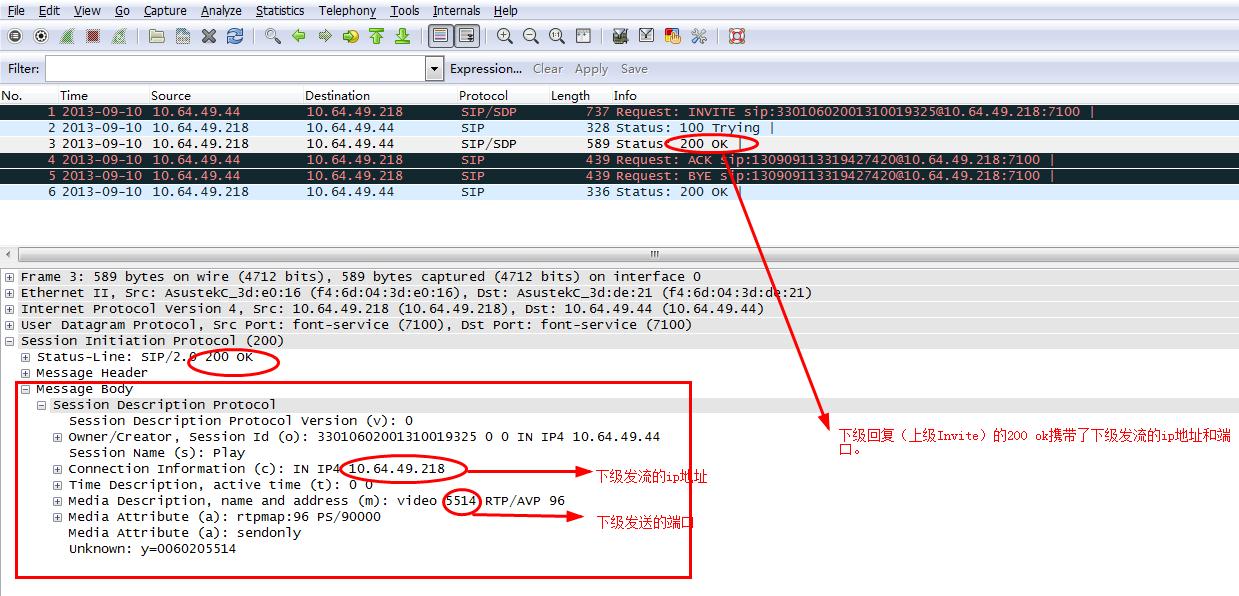 File Edit View Go Capture Analyze Statistics Telephony Tools Internals Help
Filter: Expression... Clear Apply Save
No. Time Source Destination Protocol Length Info
1 2013-09-10 10.64.49.44 10.64.49.218 SIP/SDP 737 Request: INVITE sip:33010602001310019325@10.64.49.218:7100 |
2 2013-09-10 10.64.49.218 10.64.49.44 SIP 328 Status: 100 Trying |
3 2013-09-10 10.64.49.218 10.64.49.44 SIP/SDP 589 Status 200 OK |
4 2013-09-10 10.64.49.44 10.64.49.218 SIP 439 Request: ACK sip:130909113319427420@10.64.49.218:7100 |
5 2013-09-10 10.64.49.44 10.64.49.218 SIP 439 Request: BYE sip:130909113319427420@10.64.49.218:7100 |
6 2013-09-10 10.64.49.218 10.64.49.44 SIP 336 Status: 200 OK |
Frame 3: 589 bytes on wire (4712 bits), 589 bytes captured (4712 bits) on interface 0
Ethernet II, Src: AsustekC_3d:e0:16 (f4:6d:04:3d:e0:16), Dst: AsustekC_3d:de:21 (f4:6d:04:3d:de:21)
Internet Protocol Version 4, Src: 10.64.49.218 (10.64.49.218), Dst: 10.64.49.44 (10.64.49.44)
User Datagram Protocol, Src Port: font-service (7100), Dst Port: font-service (7100)
Session Initiation Protocol (200)
Status-Line: SIP/2.0 200 OK
Message Header
Message Body
Session Description Protocol
Session Description Protocol Version (v): 0
Owner/Creator, Session Id (o): 33010602001310019325 0 0 IN IP4 10.64.49.44
Session Name (s): Play
Connection Information (c): IN IP4 10.64.49.218
Time Description, active time (t): 0 0
Media Description, name and address (m): video 5514 RTP/AVP 96
Media Attribute (a): rtpmap:96 PS/90000
Media Attribute (a): sendonly
Unknown: y=0060205514
下级回复（上级Invite）的200 ok携带了下级发流的ip地址和端
口。
下级发流的ip地址
下级发送的端口